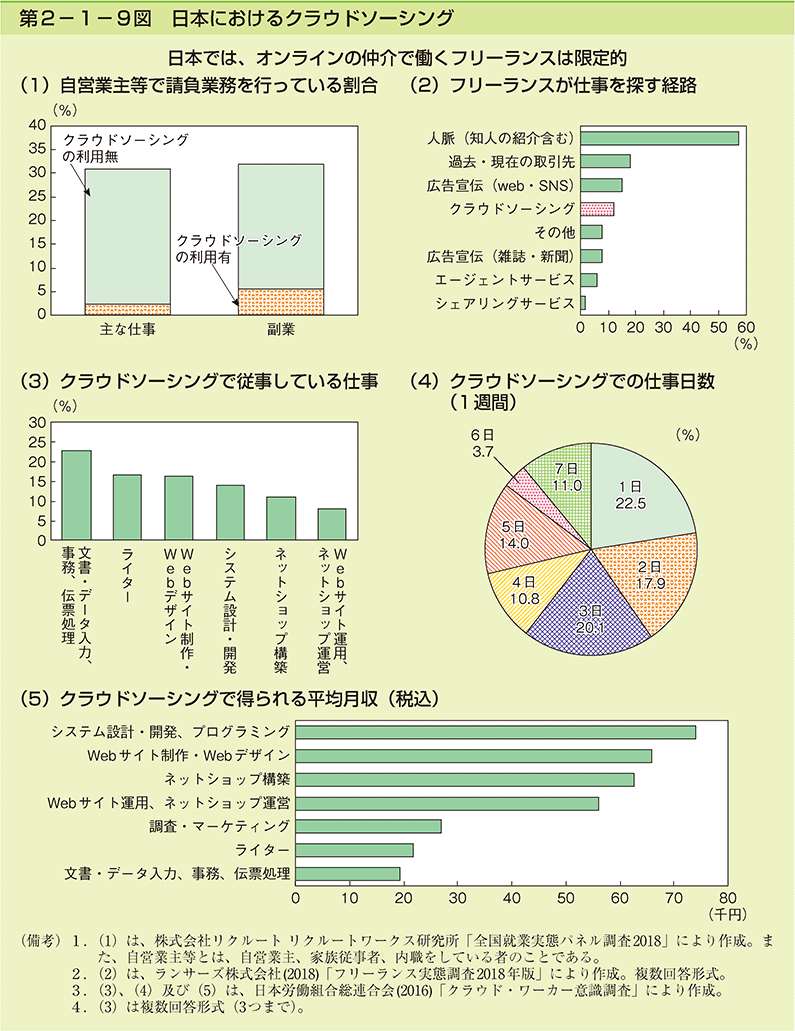 第2-1-9図　日本におけるクラウドソーシング
日本では、オンラインの仲介で働くフリーランスは限定的
（1）自営業主等で請負業務を行っている割合
（%）
40
35
30
25
20
15
10
5
0
クラウドソーシング
の利用無
クラウドソーシング
の利用有
主な仕事
副業
（2）フリーランスが仕事を探す経路
人脈（知人の紹介含む）
過去・現在の取引先
広告宣伝（web・SNS）
クラウドソーシング
その他
広告宣伝（雑誌・新聞）
エージェントサービス
シェアリングサービス
0 10 20 30 40 50 60
（%）
（3）クラウドソーシングで従事している仕事
（%）
30
25
20
15
10
5
0
文書・データ入力、
事務、伝票処理
ライター
Webサイト制作・
Webデザイン
システム設計・開発
ネットショップ構築
Webサイト運用、
ネットショップ運営
（4）クラウドソーシングでの仕事日数
（1週間）
（%）
1日
22.5
2日
17.9
3日
20.1
4日
10.8
5日
14.0
6日
3.7
7日
11.0
（5）クラウドソーシングで得られる平均月収（税込）
システム設計・開発、プログラミング
Webサイト制作・Webデザイン
ネットショップ構築
Webサイト運用、ネットショップ運営
調査・マーケティング
ライター
文書・データ入力、事務、伝票処理
0 10 20 30 40 50 60 70 80
（千円）
（備考）1．（1）は、株式会社リクルート リクルートワークス研究所「全国就業実態パネル調査2018」により作成。ま
た、自営業主等とは、自営業主、家族従事者、内職をしている者のことである。
2．（2）は、ランサーズ株式会社(2018)「フリーランス実態調査2018年版」により作成。複数回答形式。
3．（3）、（4）及び（5）は、日本労働組合総連合会(2016)「クラウド・ワーカー意識調査」により作成。
4．（3）は複数回答形式（3つまで）。